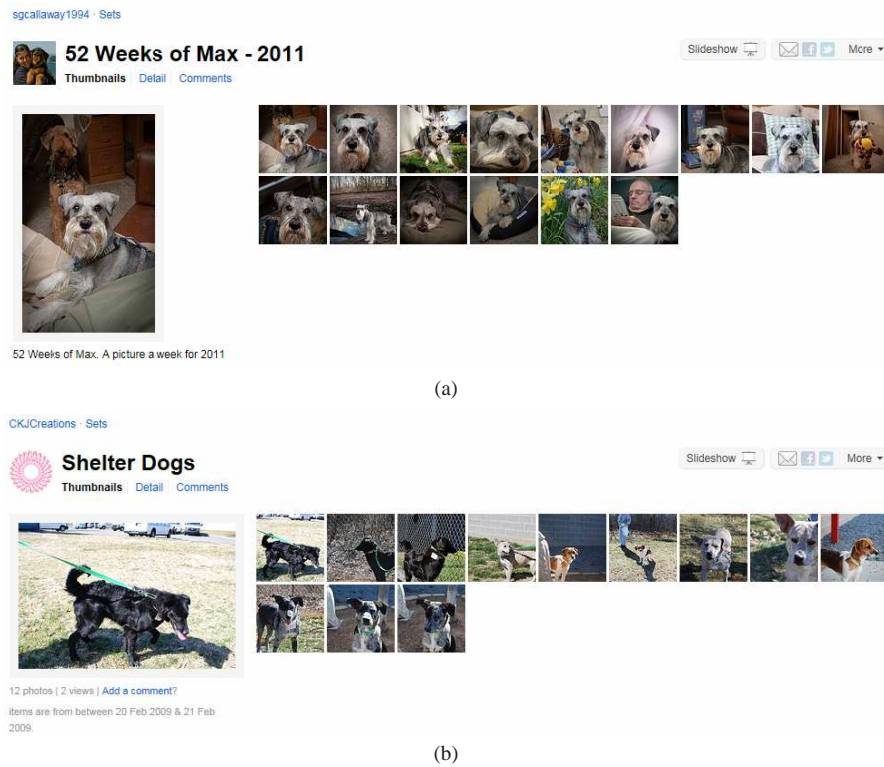 sgcallaway1994 · Sets
52 Weeks of Max - 2011
Slideshow
More
Thumbnails Detail Comments
52 Weeks of Max. A picture a week for 2011
(a)
CKJCreations · Sets
Shelter Dogs
Slideshow
More
Thumbnails Detail Comments
12 photos | 2 views | Add a comment?
items are from between 20 Feb 2009 & 21 Feb
2009.
(b)